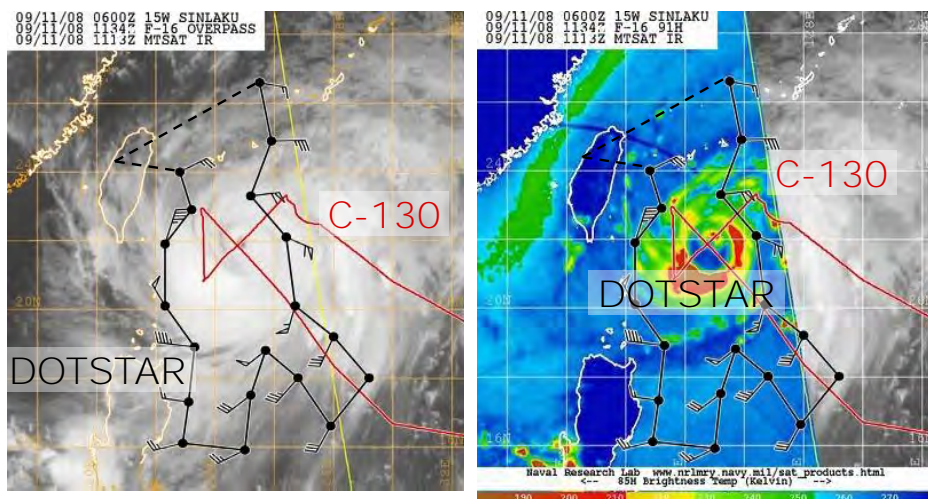 09/11/08 0600Z 15W SINLAKU
09/11/08 1134Z F-16 OVERPASS
09/11/08 1113Z MTSAT IR
24N
20N
C-130
DOTSTAR
09/11/08 0600Z 15W SINLAKU
09/11/08 1134Z F-16 91H
09/11/08 1113Z MTSAT IR
24N
20N
16N
C-130
DOTSTAR
Naval Research Lab www.nrlmry.navy.mil/sat_products.html
<-- 85H Brightness Temp (Kelvin) -->
190 210 230 250 270